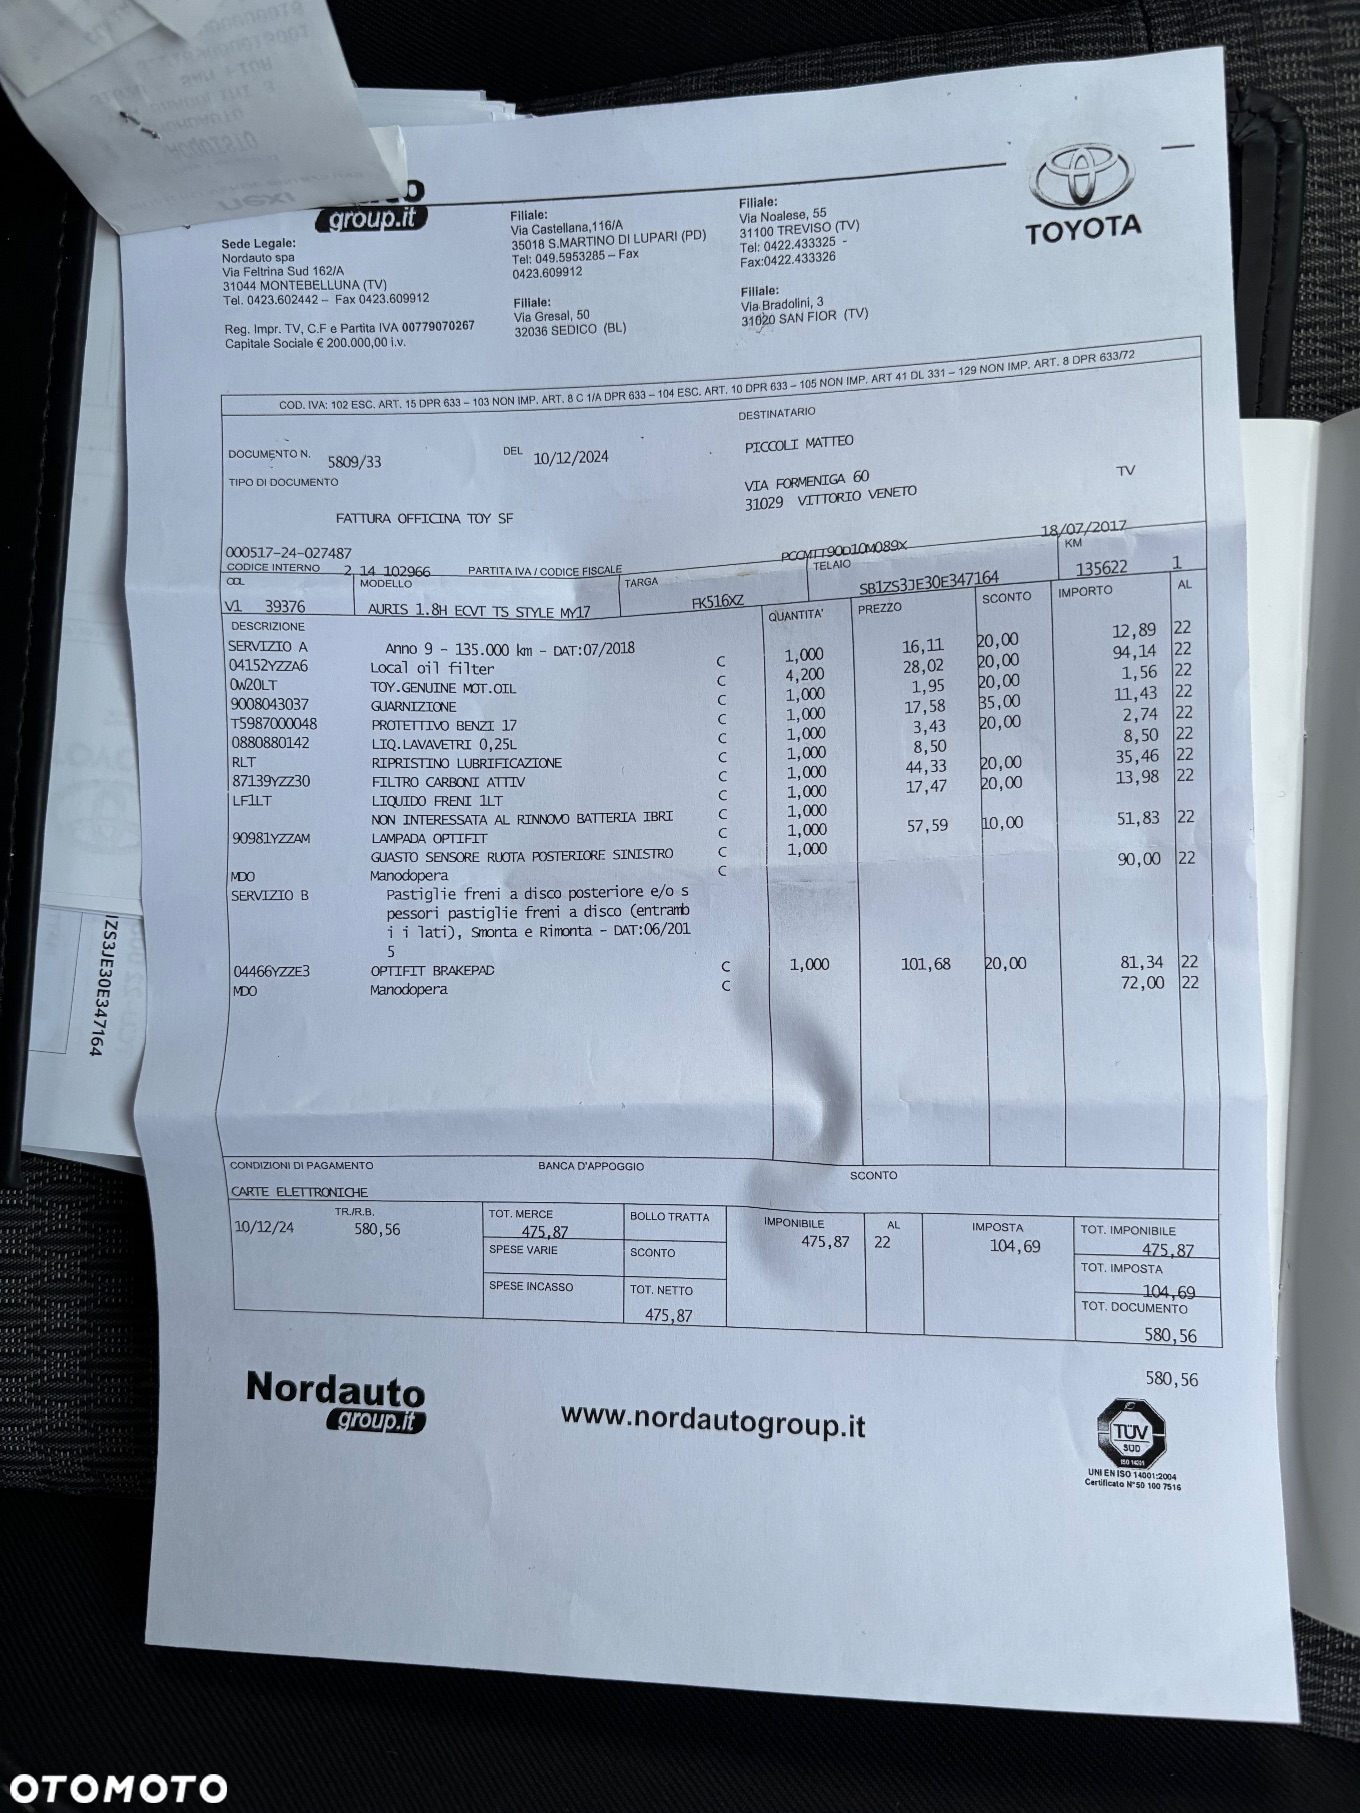 nexi
group.it
Sede Legale:
Nordauto spa
Via Feltrina Sud 162/A
31044 MONTEBELLUNA (TV)
Tel. 0423.602442 – Fax 0423.609912
Reg. Impr. TV, C.F e Partita IVA 00779070267
Capitale Sociale € 200.000,00 i.v.
Filiale:
Via Castellana,116/A
35018 S.MARTINO DI LUPARI (PD)
Tel: 049.5953285 – Fax
0423.609912
Filiale:
Via Gresal, 50
32036 SEDICO (BL)
Filiale:
Via Noalese, 55
31100 TREVISO (TV)
Tel: 0422.433325 -
Fax:0422.433326
Filiale:
Via Bradolini, 3
31020 SAN FIOR (TV)
TOYOTA
COD. IVA: 102 ESC. ART. 15 DPR 633 – 103 NON IMP. ART. 8 C 1/A DPR 633 – 104 ESC. ART. 10 DPR 633 – 105 NON IMP. ART 41 DL 331 – 129 NON IMP. ART. 8 DPR 633/72
DOCUMENTO N. 5809/33 DEL 10/12/2024
TIPO DI DOCUMENTO
FATTURA OFFICINA TOY SF
DESTINATARIO
PICCOLI MATTEO
VIA FORMENIGA 60
31029 VITTORIO VENETO TV
000517-24-027487 PCCMTT90D10M089X 18/07/2017
CODICE INTERNO 2 14 102966 PARTITA IVA / CODICE FISCALE
ODL MODELLO TARGA TELAIO KM
V1 39376 AURIS 1.8H ECVT TS STYLE MY17 FK516XZ SB1ZS3JE30E347164 135622 1
DESCRIZIONE QUANTITA' PREZZO SCONTO IMPORTO AL
SERVIZIO A Anno 9 - 135.000 km - DAT:07/2018
04152YZZA6 Local oil filter C 1,000 16,11 20,00 12,89 22
0W20LT TOY.GENUINE MOT.OIL C 4,200 28,02 20,00 94,14 22
9008043037 GUARNIZIONE C 1,000 1,95 20,00 1,56 22
T5987000048 PROTETTIVO BENZI 17 C 1,000 17,58 35,00 11,43 22
0880880142 LIQ.LAVAVETRI 0,25L C 1,000 3,43 20,00 2,74 22
RLT RIPRISTINO LUBRIFICAZIONE C 1,000 8,50 8,50 22
87139YZZ30 FILTRO CARBONI ATTIV C 1,000 44,33 20,00 35,46 22
LF1LT LIQUIDO FRENI 1LT C 1,000 17,47 20,00 13,98 22
NON INTERESSATA AL RINNOVO BATTERIA IBRI C 1,000
90981YZZAM LAMPADA OPTIFIT C 1,000 57,59 10,00 51,83 22
GUASTO SENSORE RUOTA POSTERIORE SINISTRO C 1,000
MDO Manodopera C 90,00 22
SERVIZIO B Pastiglie freni a disco posteriore e/o s
pessori pastiglie freni a disco (entramb
i i lati), Smonta e Rimonta - DAT:06/201
5
04466YZZE3 OPTIFIT BRAKEPAD C 1,000 101,68 20,00 81,34 22
MDO Manodopera C 72,00 22
CONDIZIONI DI PAGAMENTO BANCA D'APPOGGIO SCONTO
CARTE ELETTRONICHE
TR./R.B.
10/12/24 580,56
TOT. MERCE
475,87
SPESE VARIE
SPESE INCASSO
BOLLO TRATTA
SCONTO
TOT. NETTO
475,87
IMPONIBILE AL IMPOSTA
475,87 22 104,69
TOT. IMPONIBILE
475,87
TOT. IMPOSTA
104,69
TOT. DOCUMENTO
580,56
580,56
Nordauto
group.it
www.nordautogroup.it
TÜV
SÜD
ISO 14001
UNI EN ISO 14001:2004
Certificato N°50 100 7516
1ZS3JE30E347164
OTOMOTO